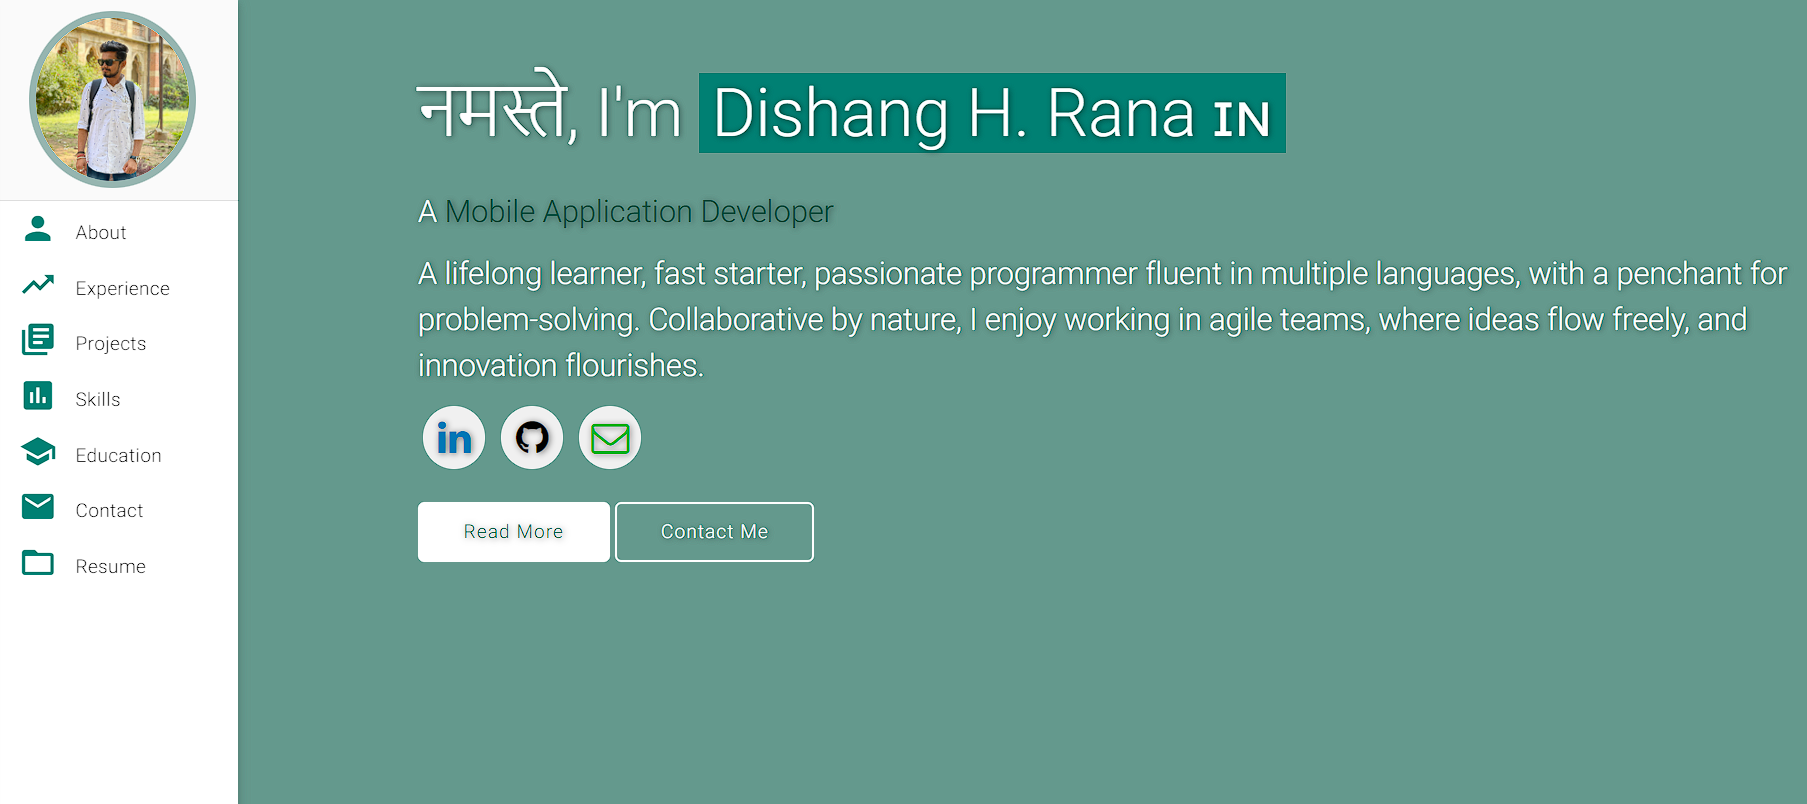 About
Experience
Projects
Skills
Education
Contact
Resume
नमस्ते, I'm Dishang H. Rana IN
A Mobile Application Developer
A lifelong learner, fast starter, passionate programmer fluent in multiple languages, with a penchant for
problem-solving. Collaborative by nature, I enjoy working in agile teams, where ideas flow freely, and
innovation flourishes.
in
Read More Contact Me